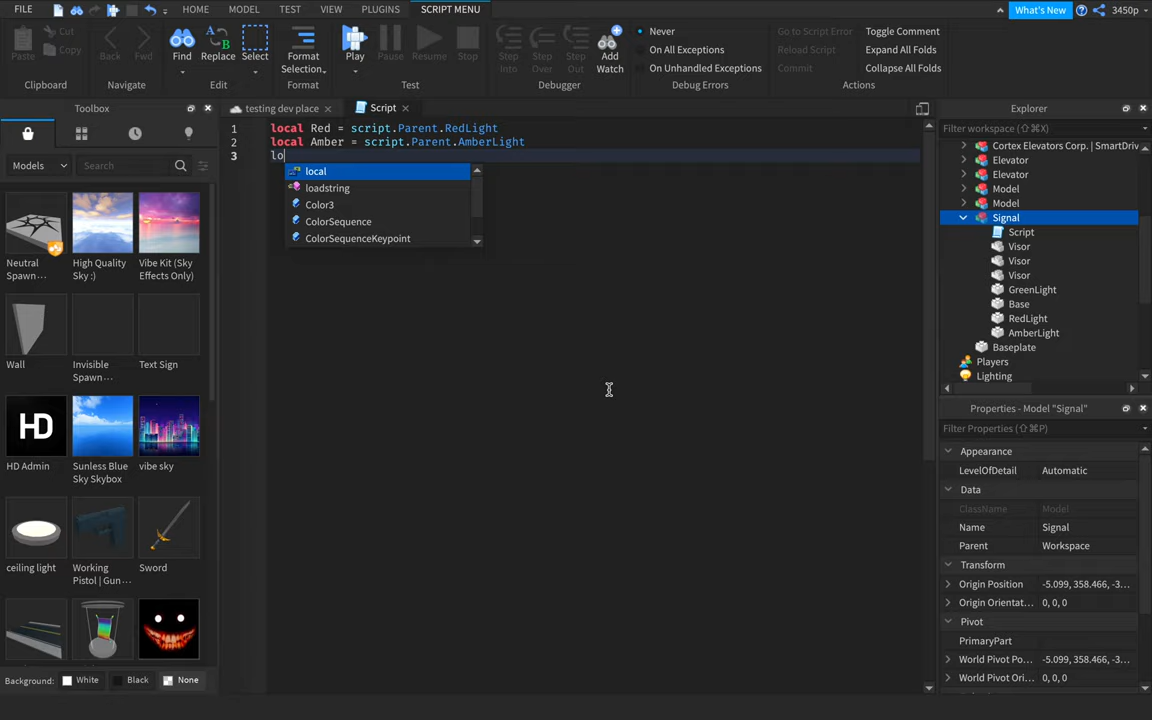 FILE HOME MODEL TEST VIEW PLUGINS SCRIPT MENU What's New 3450p
Paste Cut Copy Back Fwd Find Replace Select Format Selection Play Pause Resume Stop Step Into Step Over Step Out Add Watch
Never
On All Exceptions
On Unhandled Exceptions
Go to Script Error
Reload Script
Commit
Toggle Comment
Expand All Folds
Collapse All Folds
Clipboard Navigate Edit Format Test Debugger Debug Errors Actions
Toolbox
Models Search
Neutral Spawn···
High Quality Sky :)
Vibe Kit (Sky Effects Only)
Wall
Invisible Spawn···
Text Sign
HD
HD Admin
Sunless Blue Sky Skybox
vibe sky
ceiling light
Working Pistol | Gun···
Sword
Background: White Black None
testing dev place Script
1 local Red = script.Parent.RedLight
2 local Amber = script.Parent.AmberLight
3 lo
local
loadstring
Color3
ColorSequence
ColorSequenceKeypoint
Explorer
Filter workspace (⇧⌘X)
Cortex Elevators Corp. | SmartDriv
Elevator
Elevator
Model
Model
Signal
Script
Visor
Visor
Visor
GreenLight
Base
RedLight
AmberLight
Baseplate
Players
Lighting
Properties - Model "Signal"
Filter Properties (⇧⌘P)
Appearance
LevelOfDetail Automatic
Data
ClassName Model
Name Signal
Parent Workspace
Transform
Origin Position -5.099, 358.466, -3...
Origin Orientat... 0, 0, 0
Pivot
PrimaryPart
World Pivot Po... -5.099, 358.466, -3...
World Pivot Ori... 0, 0, 0